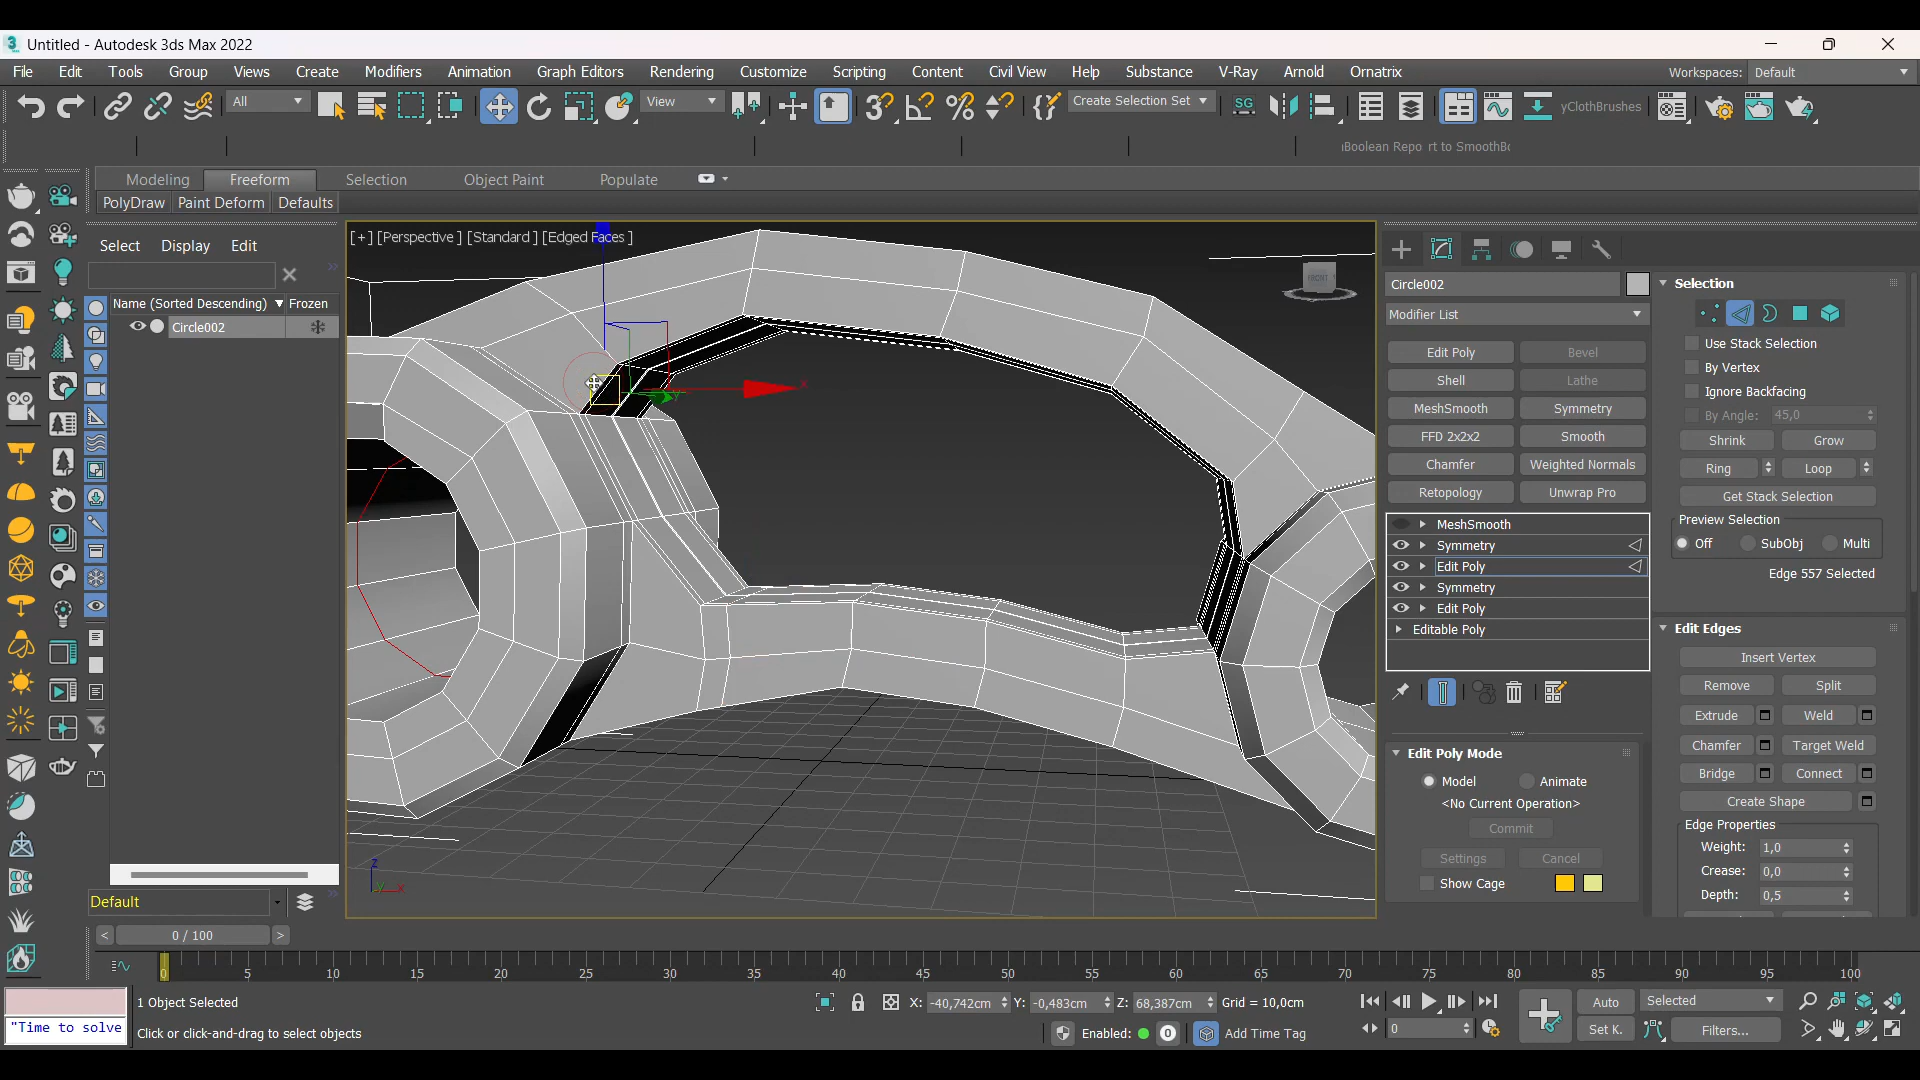 Untitled - Autodesk 3ds Max 2022
File Edit Tools Group Views Create Modifiers Animation Graph Editors Rendering Customize Scripting Content Civil View Help Substance V-Ray Arnold Ornatrix Workspaces: Default
All View Create Selection Set yClothBrushes
Boolean Repo rt to SmoothBo
Modeling Freeform Selection Object Paint Populate
PolyDraw Paint Deform Defaults
[+] [Perspective ] [Standard ] [Edged Faces ]
Select Display Edit
Name (Sorted Descending) Frozen
Circle002
FRONT
x
y
z
x
y
Default
Circle002
Modifier List
Edit Poly Bevel
Shell Lathe
MeshSmooth Symmetry
FFD 2x2x2 Smooth
Chamfer Weighted Normals
Retopology Unwrap Pro
MeshSmooth
Symmetry
Edit Poly
Symmetry
Edit Poly
Editable Poly
Edit Poly Mode
Model Animate
<No Current Operation>
Commit
Settings Cancel
Show Cage
Selection
Use Stack Selection
By Vertex
Ignore Backfacing
By Angle: 45,0
Shrink Grow
Ring Loop
Get Stack Selection
Preview Selection
Off SubObj Multi
Edge 557 Selected
Edit Edges
Insert Vertex
Remove Split
Extrude Weld
Chamfer Target Weld
Bridge Connect
Create Shape
Edge Properties
Weight: 1,0
Crease: 0,0
Depth: 0,5
< 0 / 100 >
0 5 10 15 20 25 30 35 40 45 50 55 60 65 70 75 80 85 90 95 100
"Time to solve
1 Object Selected
Click or click-and-drag to select objects
X: -40,742cm Y: -0,483cm Z: 68,387cm Grid = 10,0cm
Enabled: 0 Add Time Tag
0
Auto Selected
Set K. Filters...